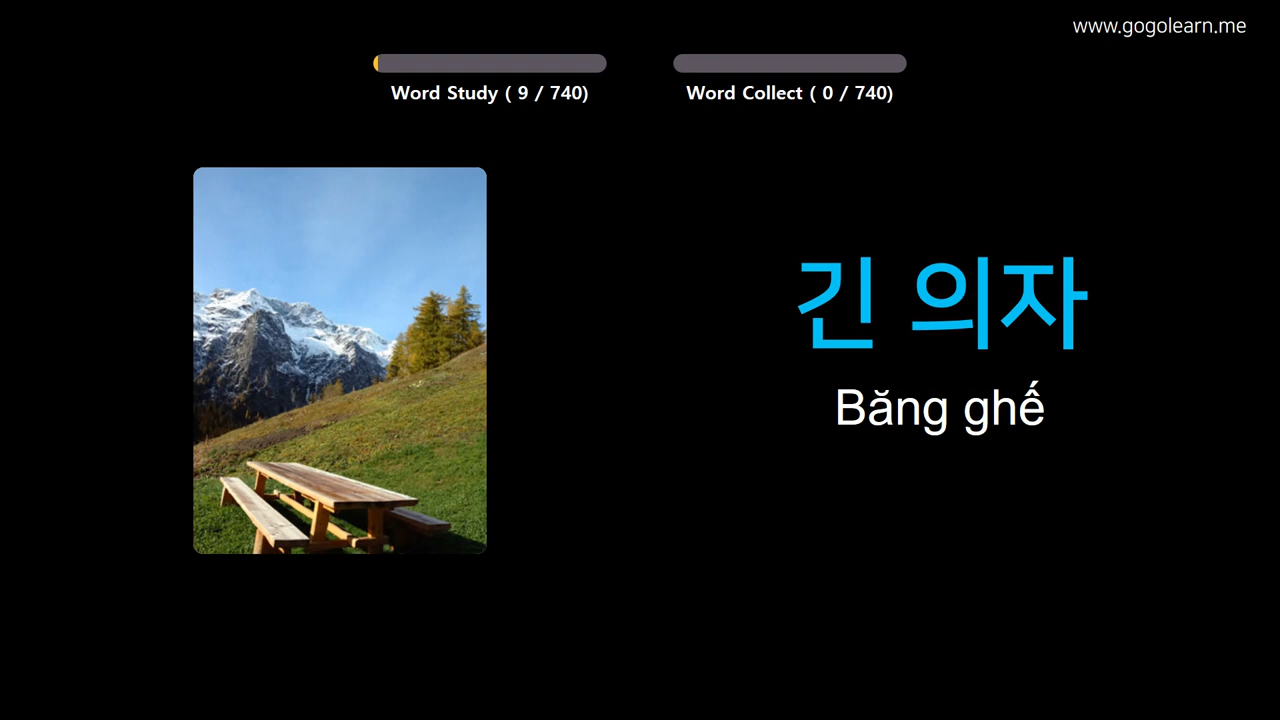 www.gogolearn.me
Word Study ( 9 / 740)
Word Collect ( 0 / 740)
긴 의자
Băng ghế